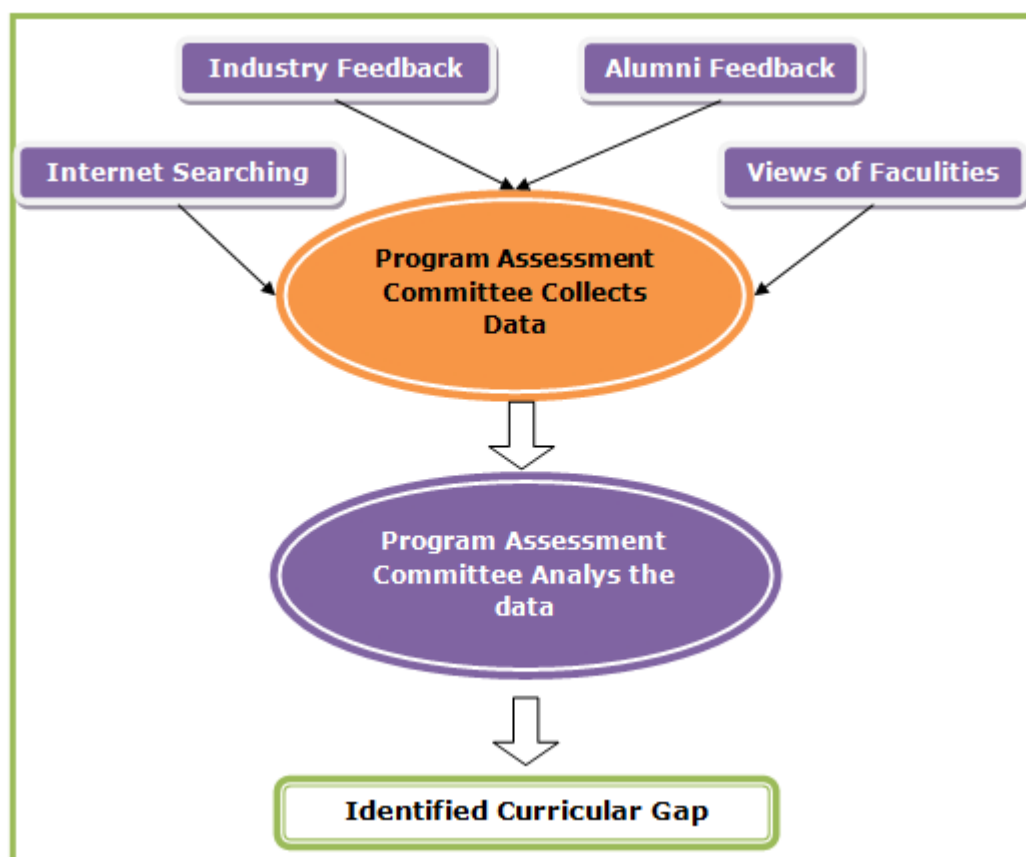 Industry Feedback
Alumni Feedback
Internet Searching
Views of Faculities
Program Assessment
Committee Collects
Data
Program Assessment
Committee Analys the
data
Identified Curricular Gap